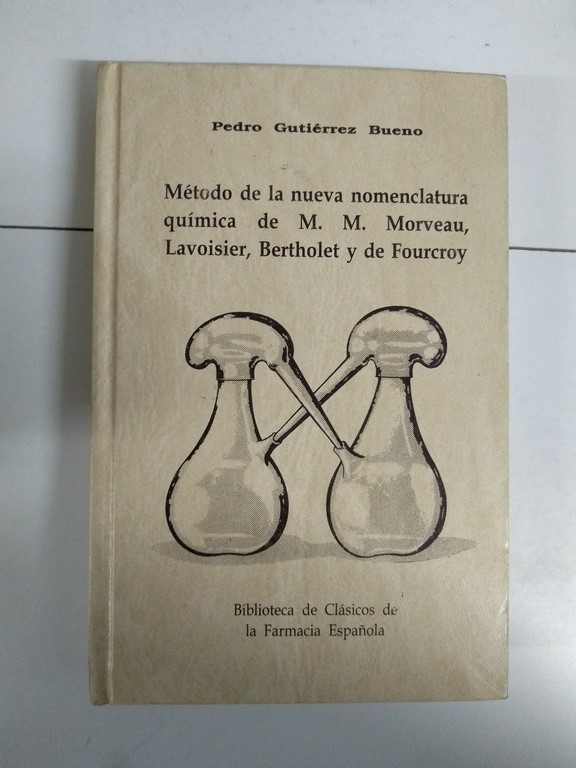 Pedro Gutiérrez Bueno
Método de la nueva nomenclatura
química de M. M. Morveau,
Lavoisier, Bertholet y de Fourcroy
Biblioteca de Clásicos de
la Farmacia Española